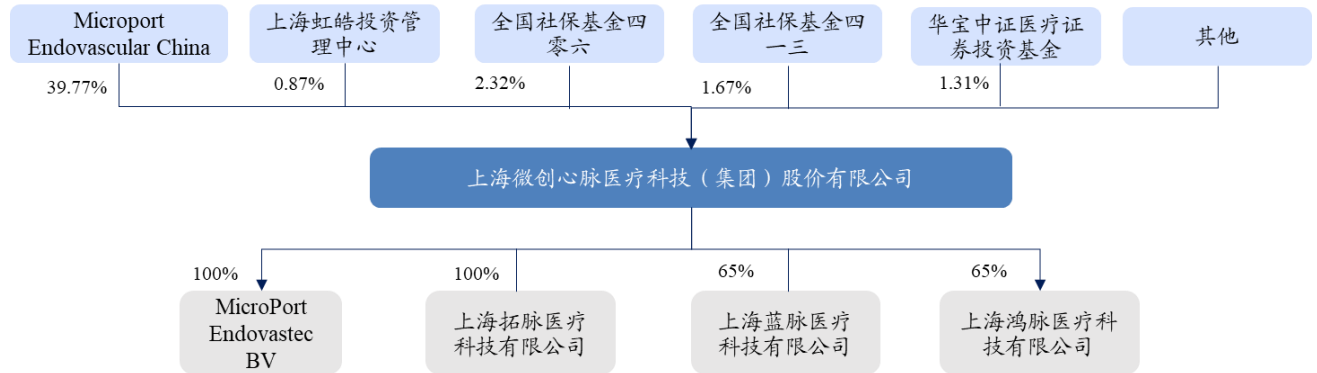 Microport
Endovascular China
上海虹皓投资管
理中心
全国社保基金四
零六
全国社保基金四
一三
华宝中证医疗证
券投资基金
其他
39.77%
0.87%
2.32%
1.67%
1.31%
上海微创心脉医疗科技（集团）股价有限公司
100%
100%
65%
65%
MicroPort
Endovastec
BV
上海拓脉医疗
科技有限公司
上海蓝脉医疗
科技有限公司
上海鸿脉医疗科
技有限公司